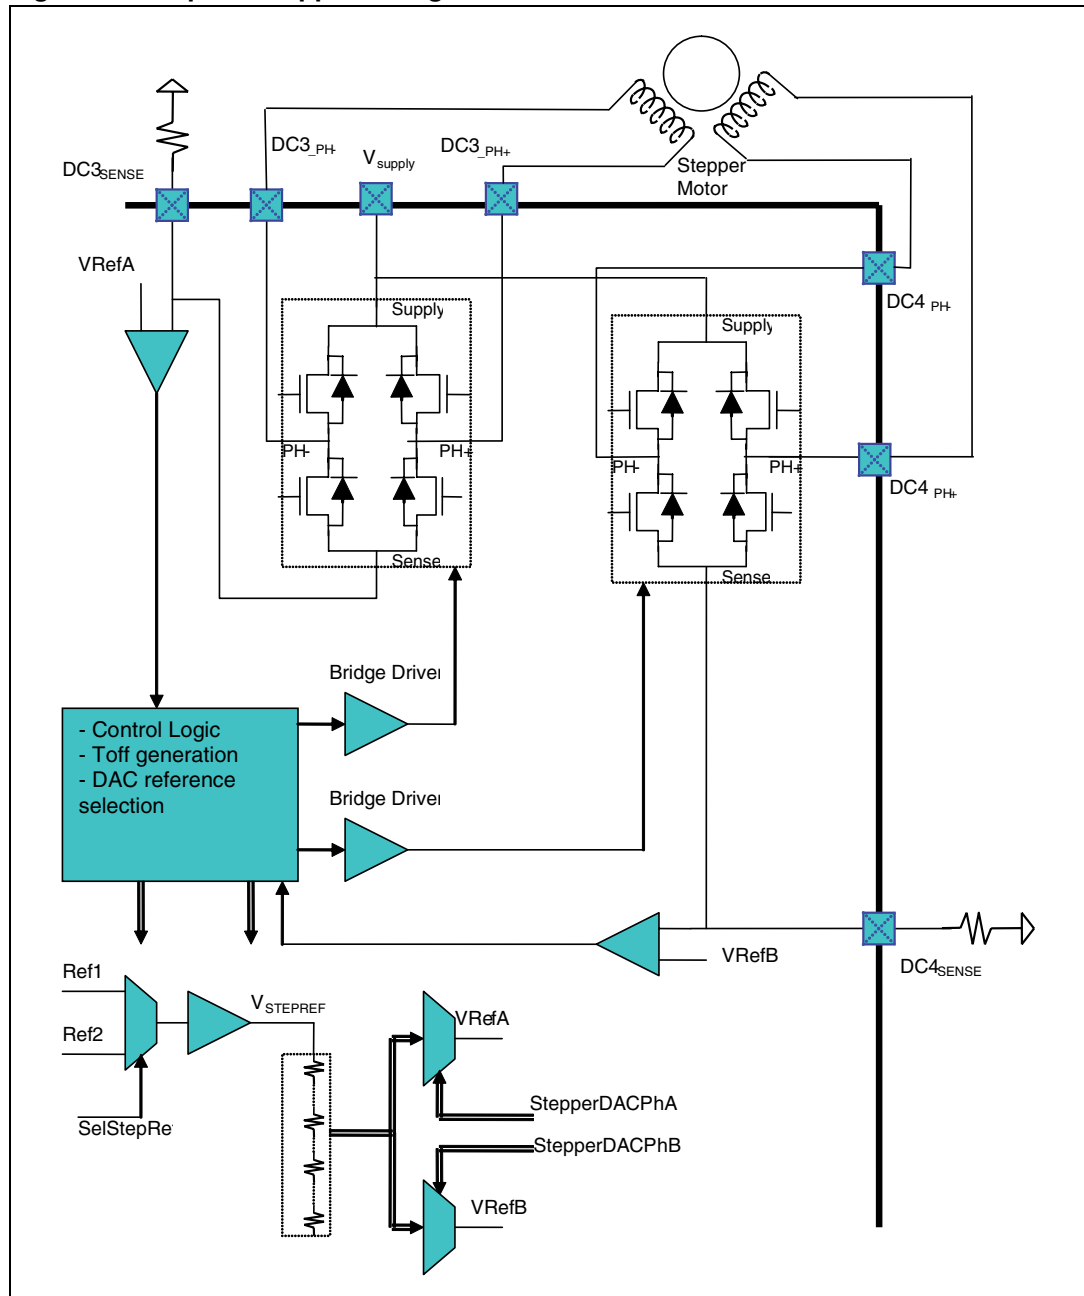 DC3SENSE
DC3_PH-
Vsupply
DC3_PH+
Stepper
Motor
VRefA
DC4 PH-
Supply
Supply
PH-
PH+
PH-
PH+
DC4 PH+
Sense
Sense
Bridge Driver
- Control Logic
- Toff generation
- DAC reference
selection
Bridge Driver
VRefB
DC4SENSE
Ref1
VSTEPREF
VRefA
Ref2
StepperDACPhA
SelStepRe
StepperDACPhB
VRefB